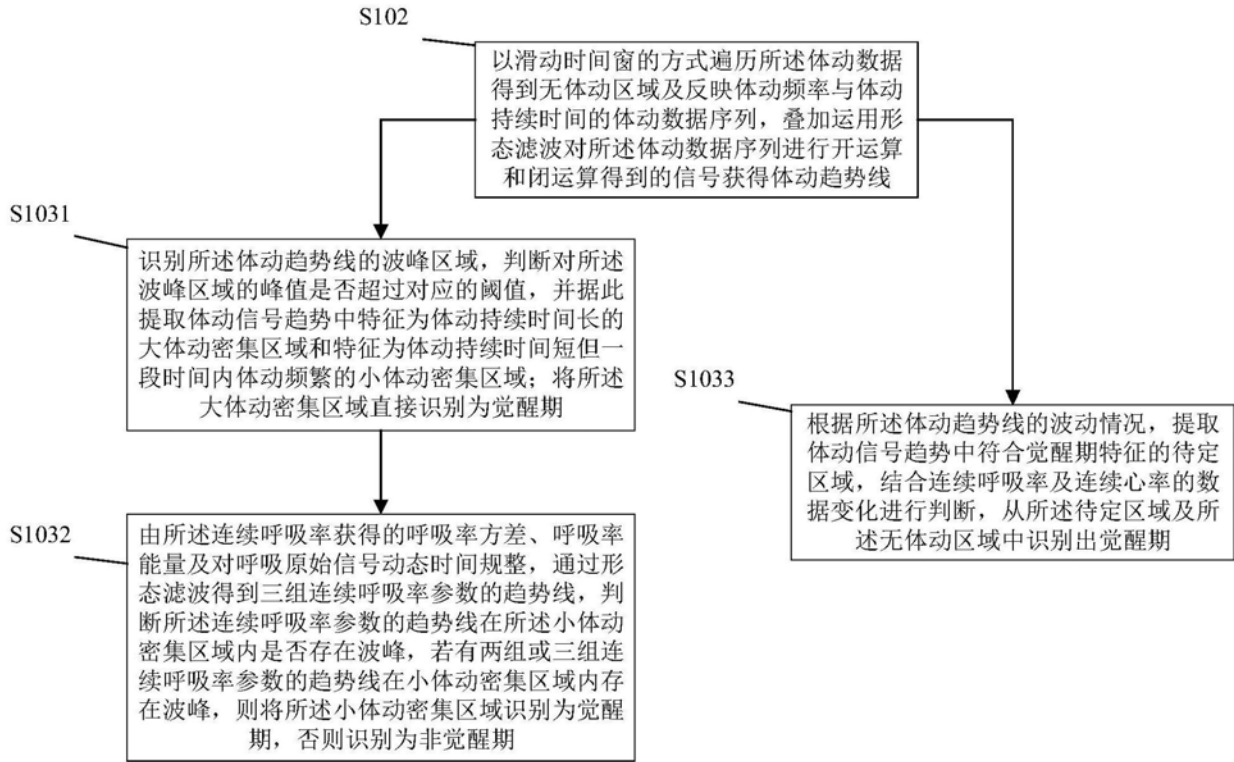 S102
以滑动时间窗的方式遍历所述体动数据
得到无体动区域及反映体动频率与体动
持续时间的体动数据序列，叠加运用形
态滤波对所述体动数据序列进行开运算
和闭运算得到的信号获得体动趋势线
S1031
识别所述体动趋势线的波峰区域，判断对所述
波峰区域的峰值是否超过对应的阈值，并据此
提取体动信号趋势中特征为体动持续时间长的
大体动密集区域和特征为体动持续时间短但一
段时间内体动频繁的小体动密集区域；将所述
大体动密集区域直接识别为觉醒期
S1032
由所述连续呼吸率获得的呼吸率方差、呼吸率
能量及对呼吸原始信号动态时间规整，通过形
态滤波得到三组连续呼吸率参数的趋势线，判
断所述连续呼吸率参数的趋势线在所述小体动
密集区域内是否存在波峰，若有两组或三组连
续呼吸率参数的趋势线在小体动密集区域内存
在波峰，则将所述小体动密集区域识别为觉醒
期，否则识别为非觉醒期
S1033
根据所述体动趋势线的波动情况，提取
体动信号趋势中符合觉醒期特征的待定
区域，结合连续呼吸率及连续心率的数
据变化进行判断，从所述待定区域及所
述无体动区域中识别出觉醒期